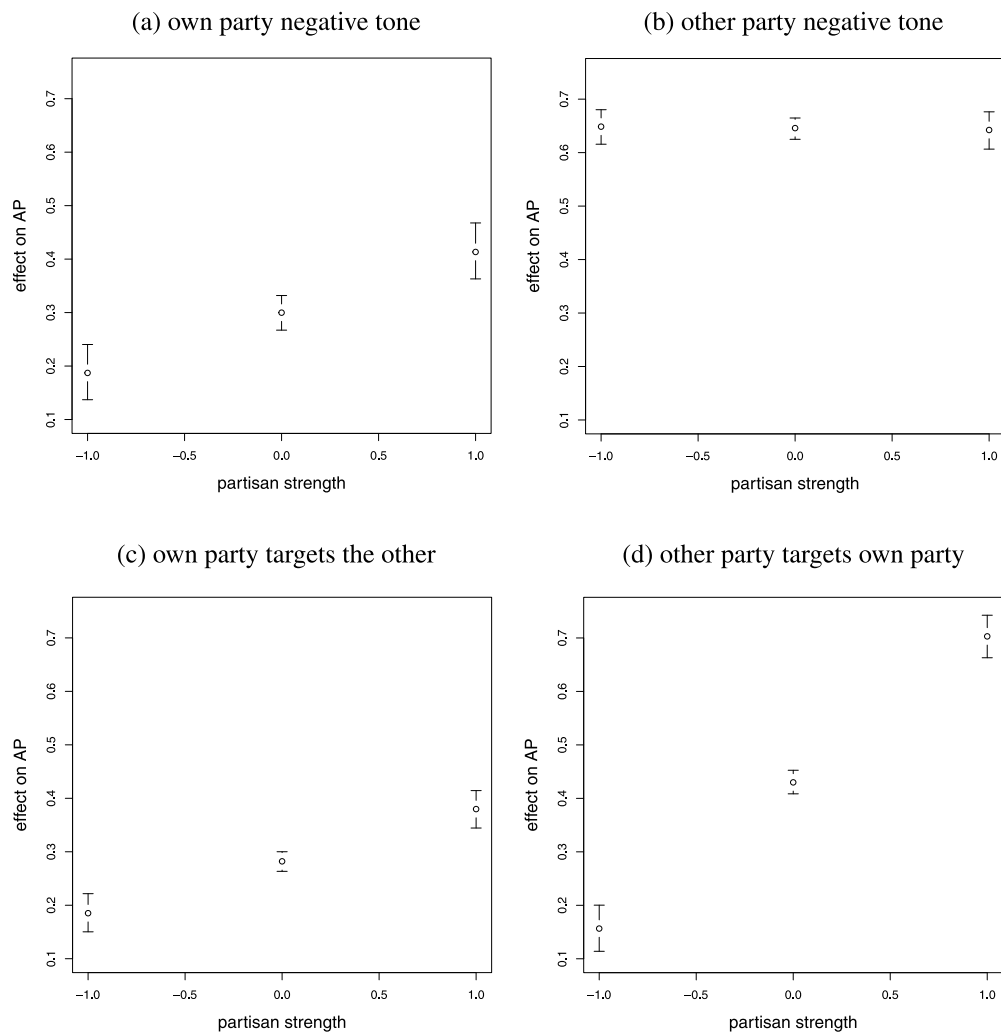 (a) own party negative tone
effect on AP
0.7
0.6
0.5
0.4
0.3
0.2
0.1
−1.0 −0.5 0.0 0.5 1.0
partisan strength
(b) other party negative tone
effect on AP
0.7
0.6
0.5
0.4
0.3
0.2
0.1
−1.0 −0.5 0.0 0.5 1.0
partisan strength
(c) own party targets the other
effect on AP
0.7
0.6
0.5
0.4
0.3
0.2
0.1
−1.0 −0.5 0.0 0.5 1.0
partisan strength
(d) other party targets own party
effect on AP
0.7
0.6
0.5
0.4
0.3
0.2
0.1
−1.0 −0.5 0.0 0.5 1.0
partisan strength